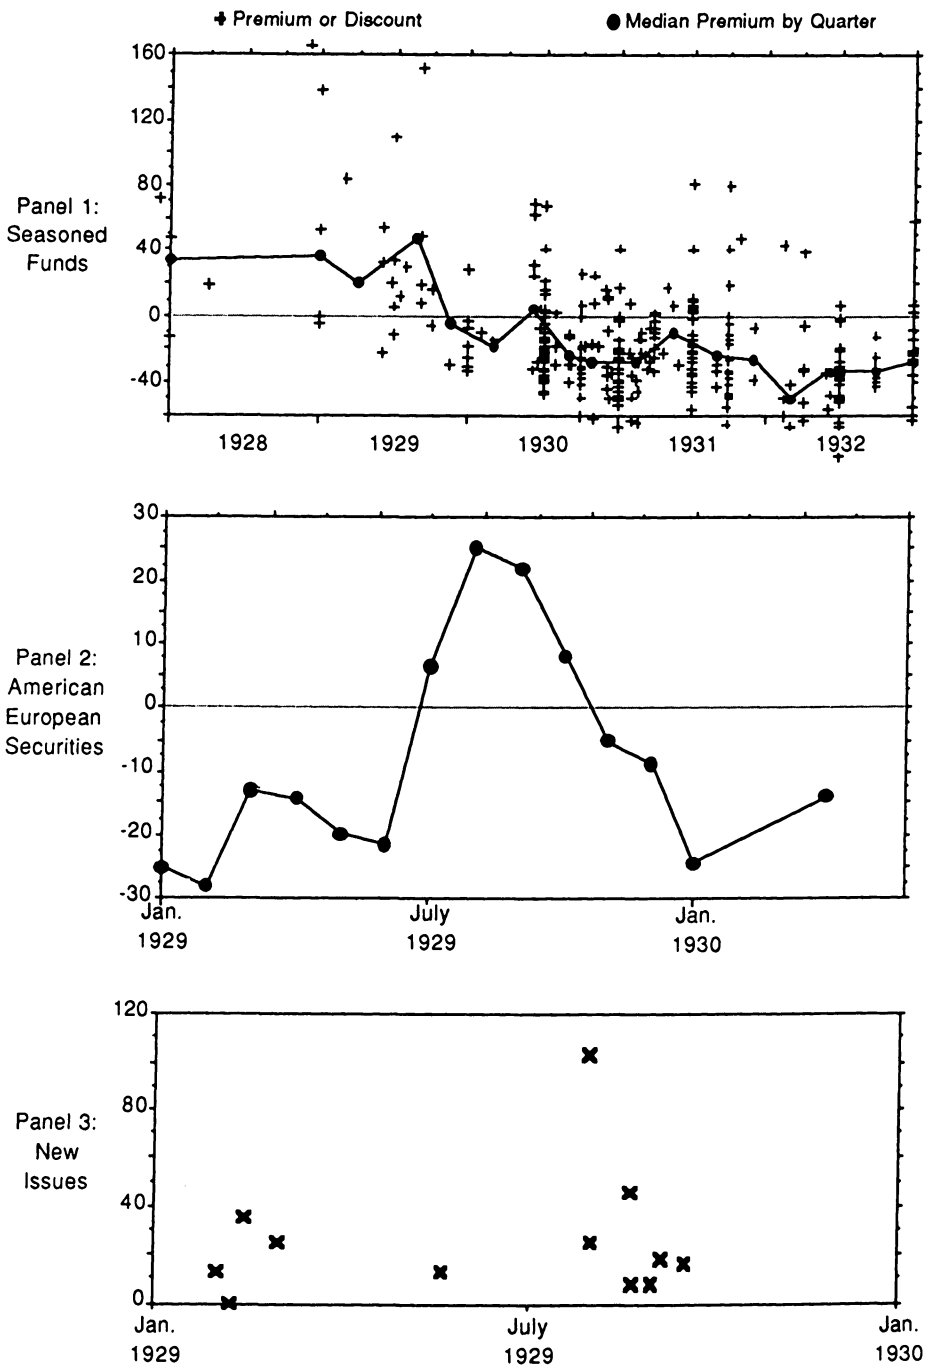 + Premium or Discount ● Median Premium by Quarter
Panel 1:
Seasoned
Funds
160
120
80
40
0
-40
1928 1929 1930 1931 1932
Panel 2:
American
European
Securities
30
20
10
0
-10
-20
-30
Jan.
1929
July
1929
Jan.
1930
Panel 3:
New
Issues
120
80
40
0
Jan.
1929
July
1929
Jan.
1930